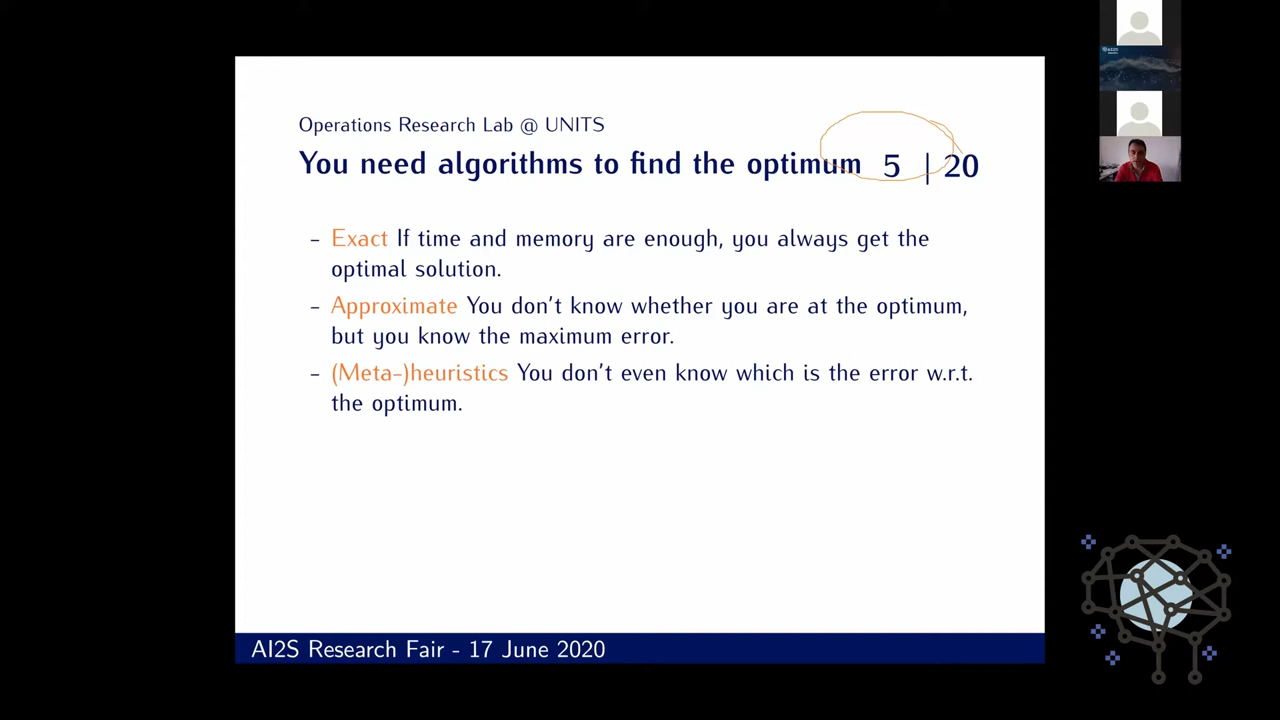 Operations Research Lab @ UNITS
You need algorithms to find the optimum 5 | 20
– Exact If time and memory are enough, you always get the
optimal solution.
– Approximate You don't know whether you are at the optimum,
but you know the maximum error.
– (Meta-)heuristics You don't even know which is the error w.r.t.
the optimum.
AI2S Research Fair - 17 June 2020